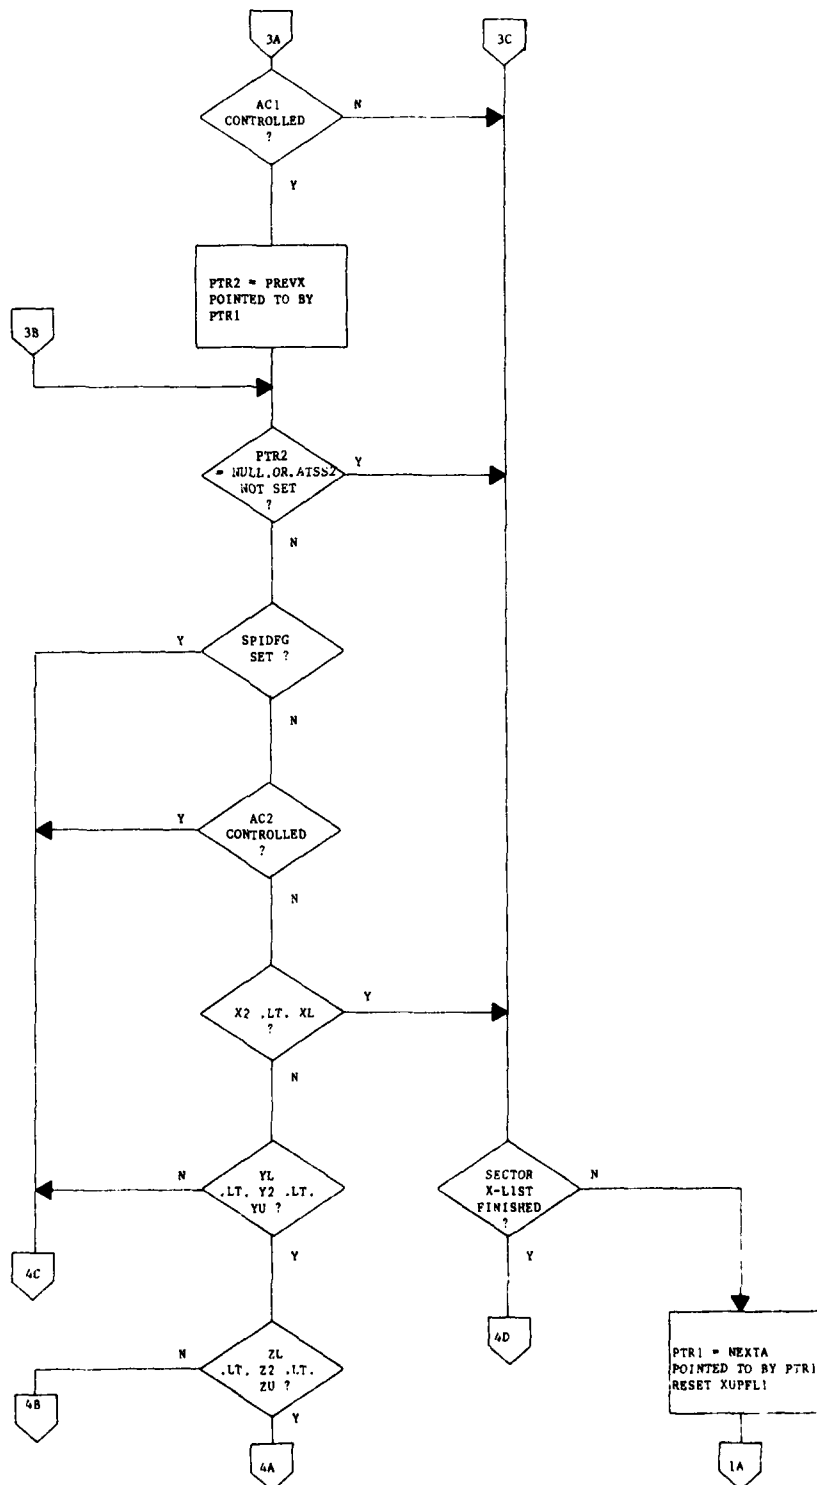 3A
3C
AC1
CONTROLLED
?
N
Y
PTR2 = PREVX
POINTED TO BY
PTR1
3B
PTR2
= NULL.OR.ATSS2
NOT SET
?
Y
N
SPIDFG
SET ?
Y
N
AC2
CONTROLLED
?
Y
N
X2 .LT. XL
?
Y
N
YL
.LT. Y2 .LT.
YU ?
N
Y
SECTOR
X-LIST
FINISHED
?
N
Y
4C
4D
ZL
.LT. Z2 .LT.
ZU ?
N
Y
PTR1 = NEXTA
POINTED TO BY PTR1
RESET XUPFL1
4B
4A
1A